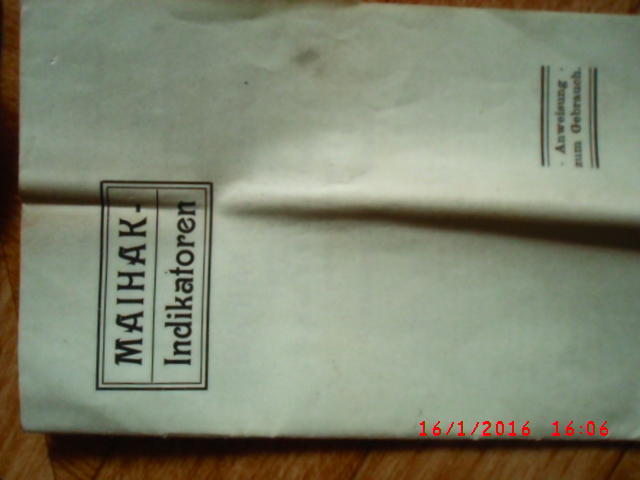 MAIHAK-
Indikatoren
· Anweisung ·
zum Gebrauch.
16/1/2016 16:06